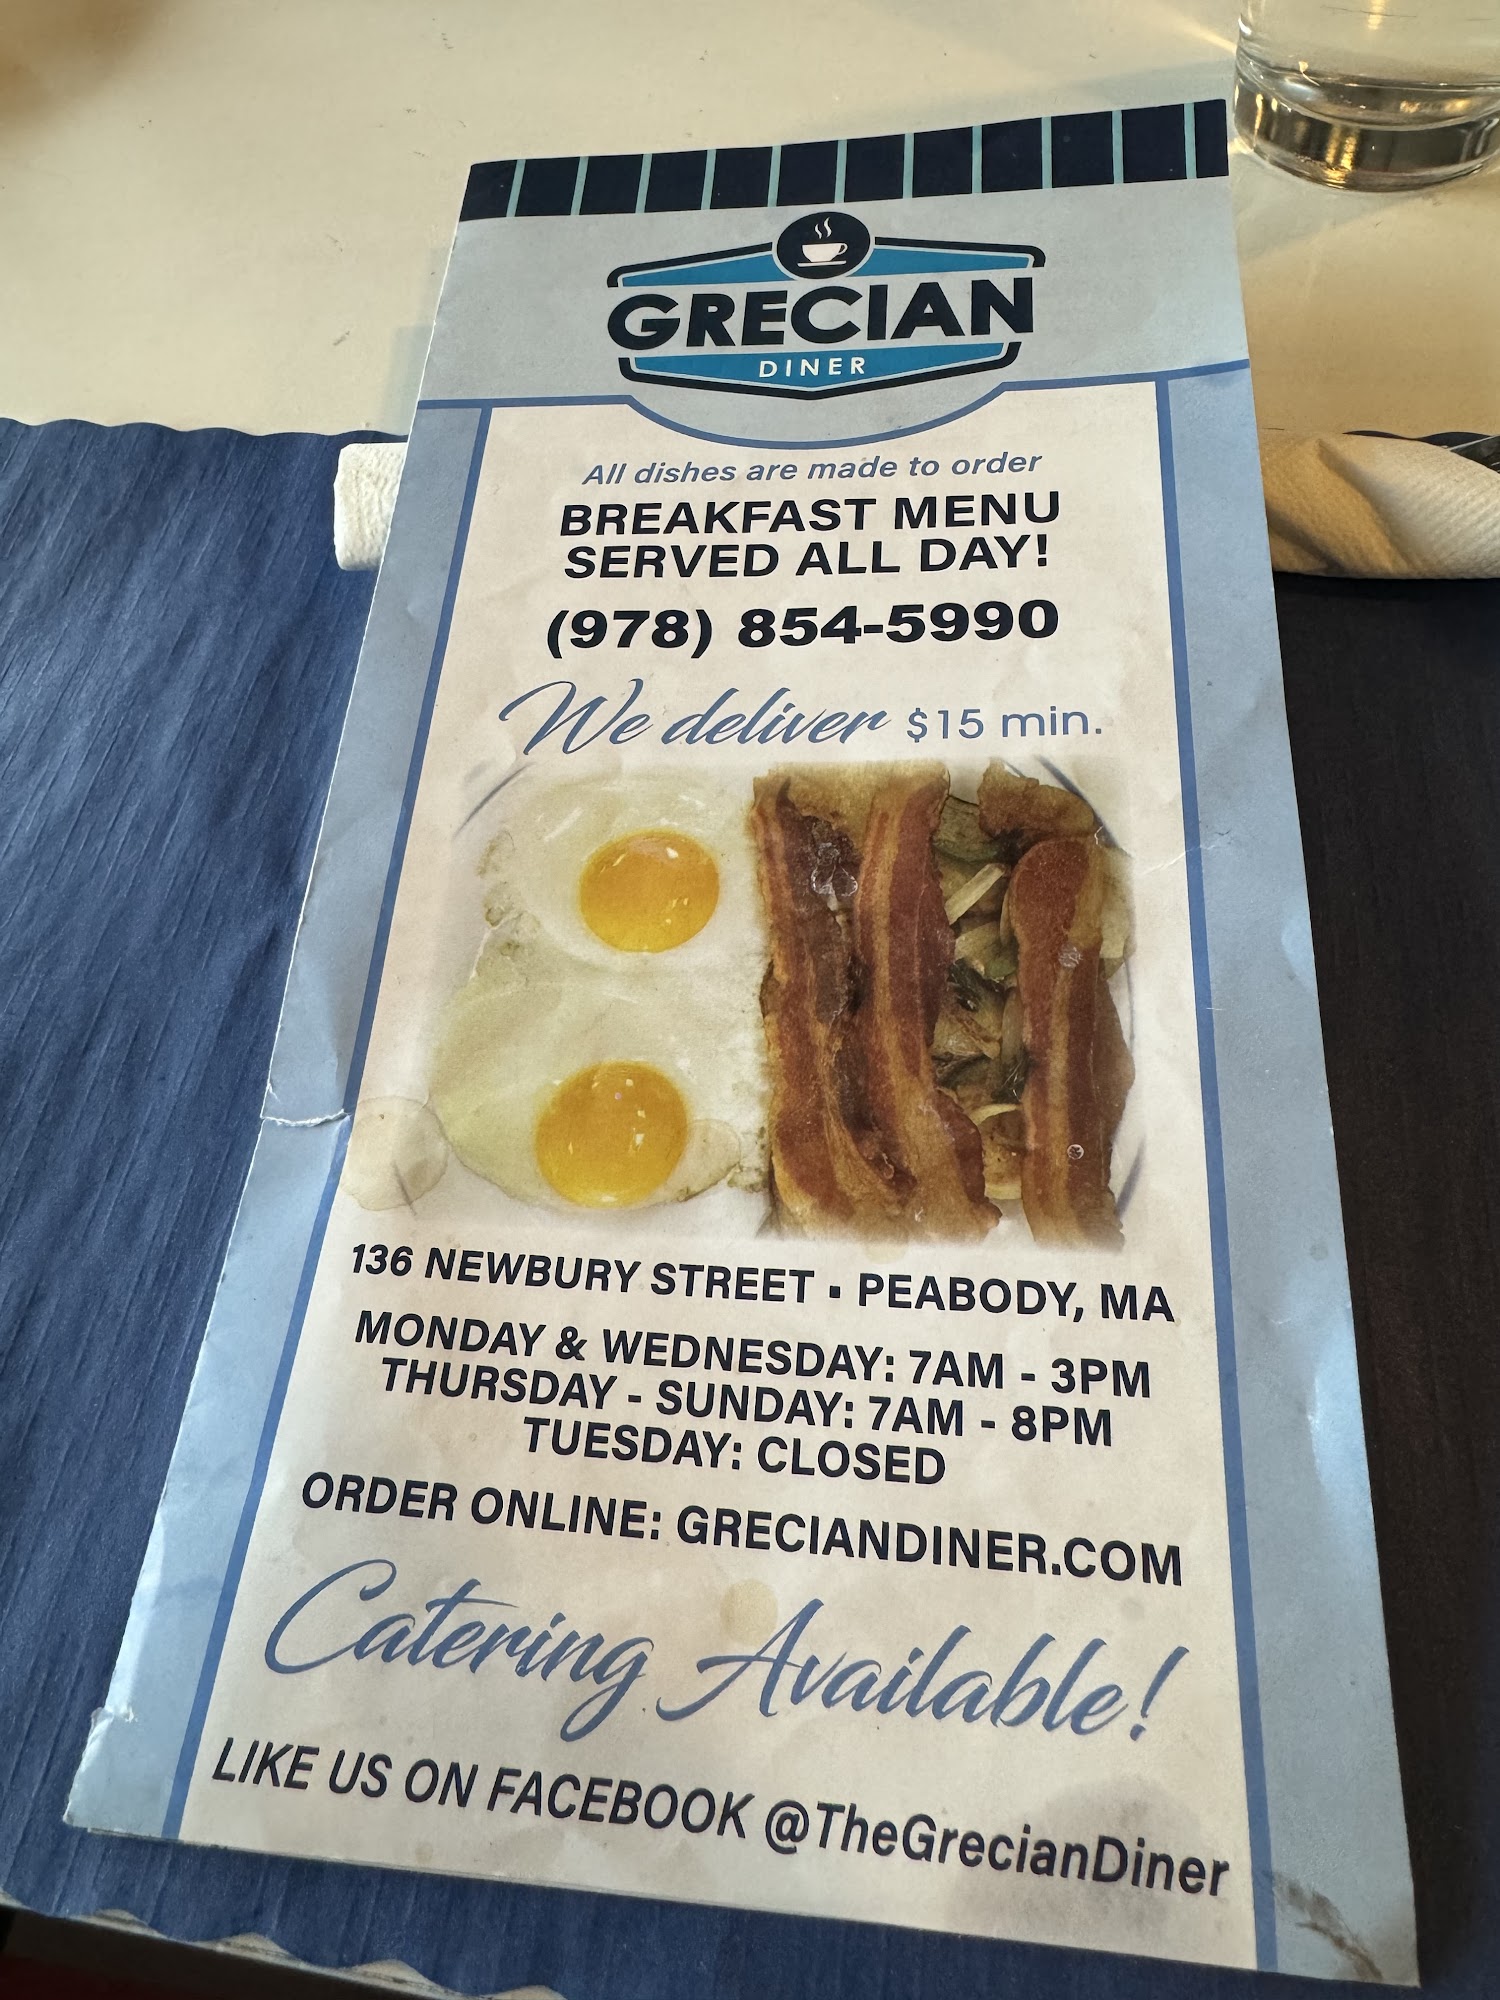 GRECIAN
DINER
All dishes are made to order
BREAKFAST MENU
SERVED ALL DAY!
(978) 854-5990
We deliver $15 min.
136 NEWBURY STREET ▪ PEABODY, MA
MONDAY & WEDNESDAY: 7AM - 3PM
THURSDAY - SUNDAY: 7AM - 8PM
TUESDAY: CLOSED
ORDER ONLINE: GRECIANDINER.COM
Catering Available!
LIKE US ON FACEBOOK @TheGrecianDiner